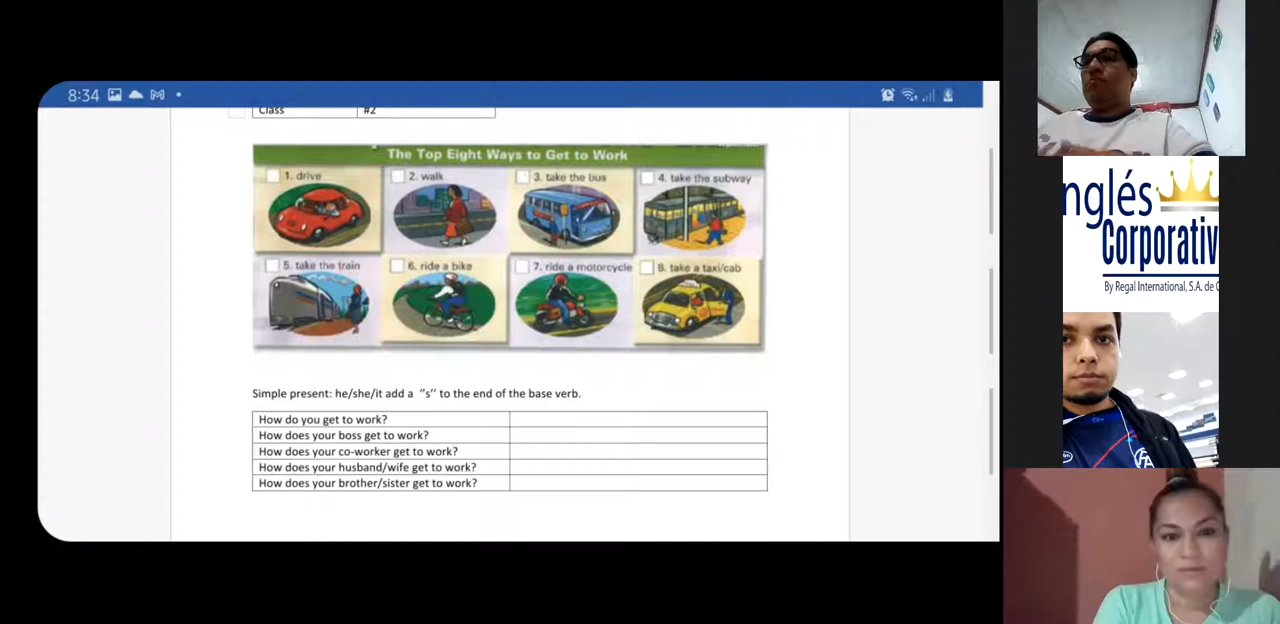 8:34
Class #2
The Top Eight Ways to Get to Work
1. drive
2. walk
3. take the bus
4. take the subway
5. take the train
6. ride a bike
7. ride a motorcycle
8. take a taxi/cab
Simple present: he/she/it add a "s" to the end of the base verb.
How do you get to work?
How does your boss get to work?
How does your co-worker get to work?
How does your husband/wife get to work?
How does your brother/sister get to work?
nglés
Corporativ
By Regal International, S.A. de C